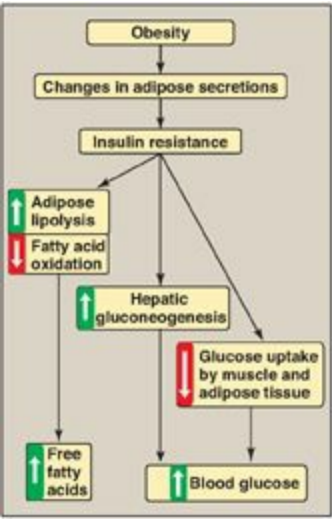 Obesity
Changes in adipose secretions
Insulin resistance
Adipose
lipolysis
Fatty acid
oxidation
Hepatic
gluconeogenesis
Glucose uptake
by muscle and
adipose tissue
Free
fatty
acids
Blood glucose